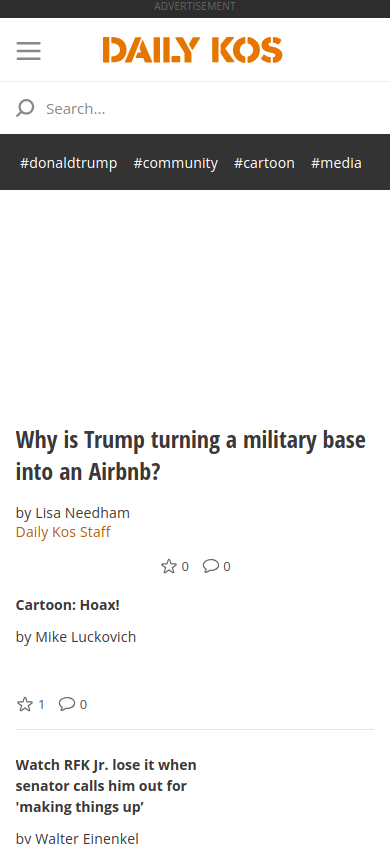 ADVERTISEMENT
DAILY KOS
Search...
#donaldtrump #community #cartoon #media
Why is Trump turning a military base
into an Airbnb?
by Lisa Needham
Daily Kos Staff
0 0
Cartoon: Hoax!
by Mike Luckovich
1 0
Watch RFK Jr. lose it when
senator calls him out for
'making things up’
by Walter Einenkel